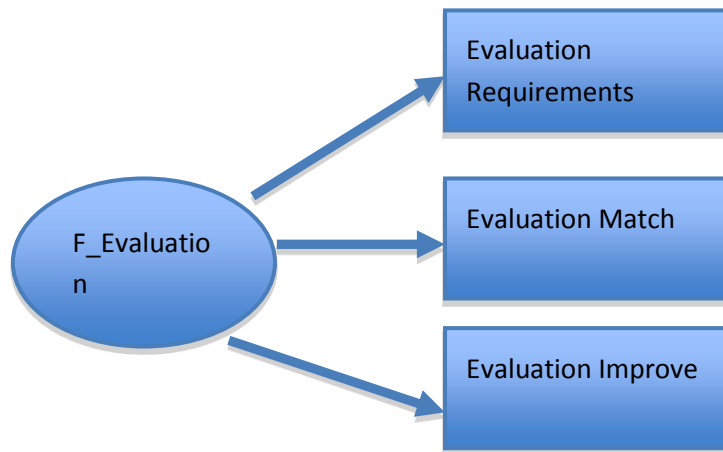 Evaluation
Requirements
F_Evaluatio
n
Evaluation Match
Evaluation Improve